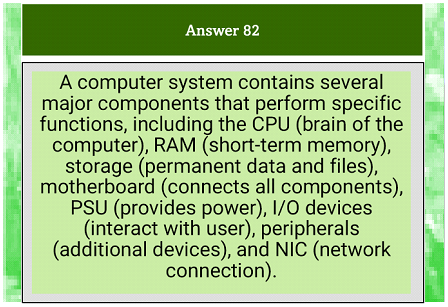 Answer 82
A computer system contains several
major components that perform specific
functions, including the CPU (brain of the
computer), RAM (short-term memory),
storage (permanent data and files),
motherboard (connects all components),
PSU (provides power), I/O devices
(interact with user), peripherals
(additional devices), and NIC (network
connection).